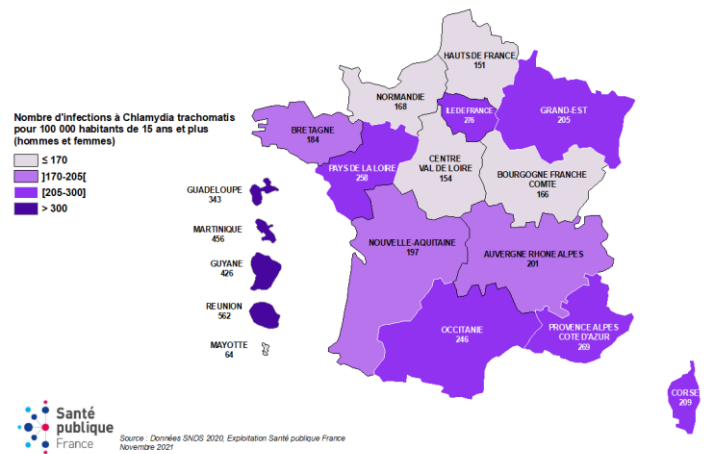 HAUTS DE FRANCE
151
NORMANDIE
168
ILE DE FRANCE
276
GRAND-EST
205
Nombre d'infections à Chlamydia trachomatis
pour 100 000 habitants de 15 ans et plus
(hommes et femmes)
≤ 170
]170-205[
[205-300]
> 300
BRETAGNE
184
PAYS DE LA LOIRE
258
CENTRE
VAL DE LOIRE
154
BOURGOGNE FRANCHE
COMTE
166
GUADELOUPE
343
MARTINIQUE
456
GUYANE
426
REUNION
562
MAYOTTE
64
NOUVELLE-AQUITAINE
197
AUVERGNE RHONE ALPES
201
OCCITANIE
246
PROVENCE ALPES
COTE D'AZUR
269
CORSE
209
Santé
publique
France
Source : Données SNDS 2020, Exploitation Santé publique France
Novembre 2021